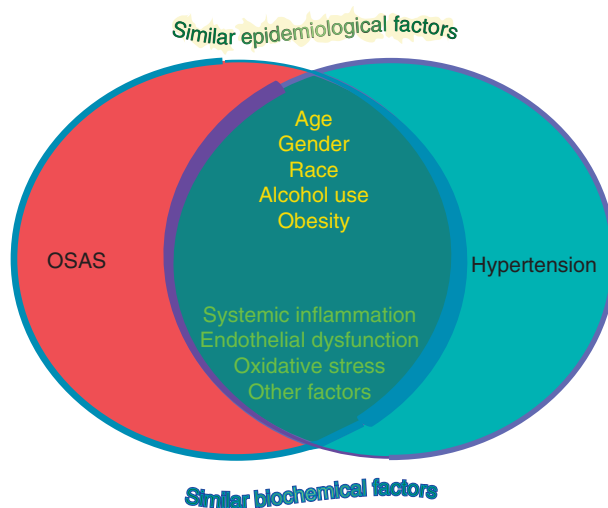 Similar epidemiological factors
Age
Gender
Race
Alcohol use
Obesity
OSAS
Hypertension
Systemic inflammation
Endothelial dysfunction
Oxidative stress
Other factors
Similar biochemical factors